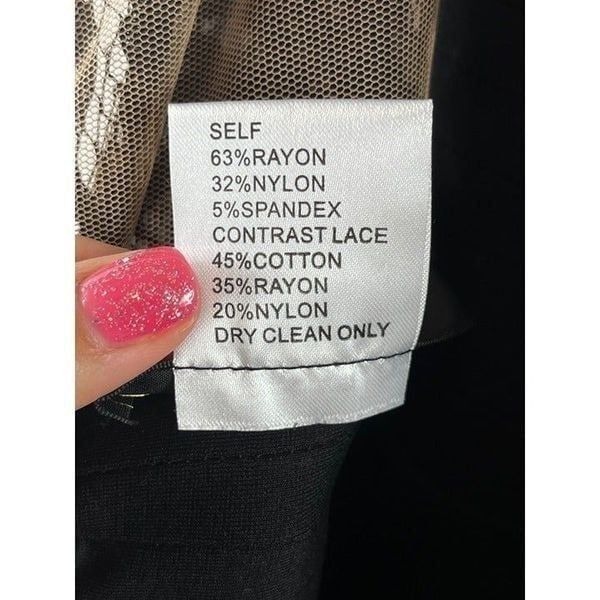 SELF
63%RAYON
32%NYLON
5%SPANDEX
CONTRAST LACE
45%COTTON
35%RAYON
20%NYLON
DRY CLEAN ONLY